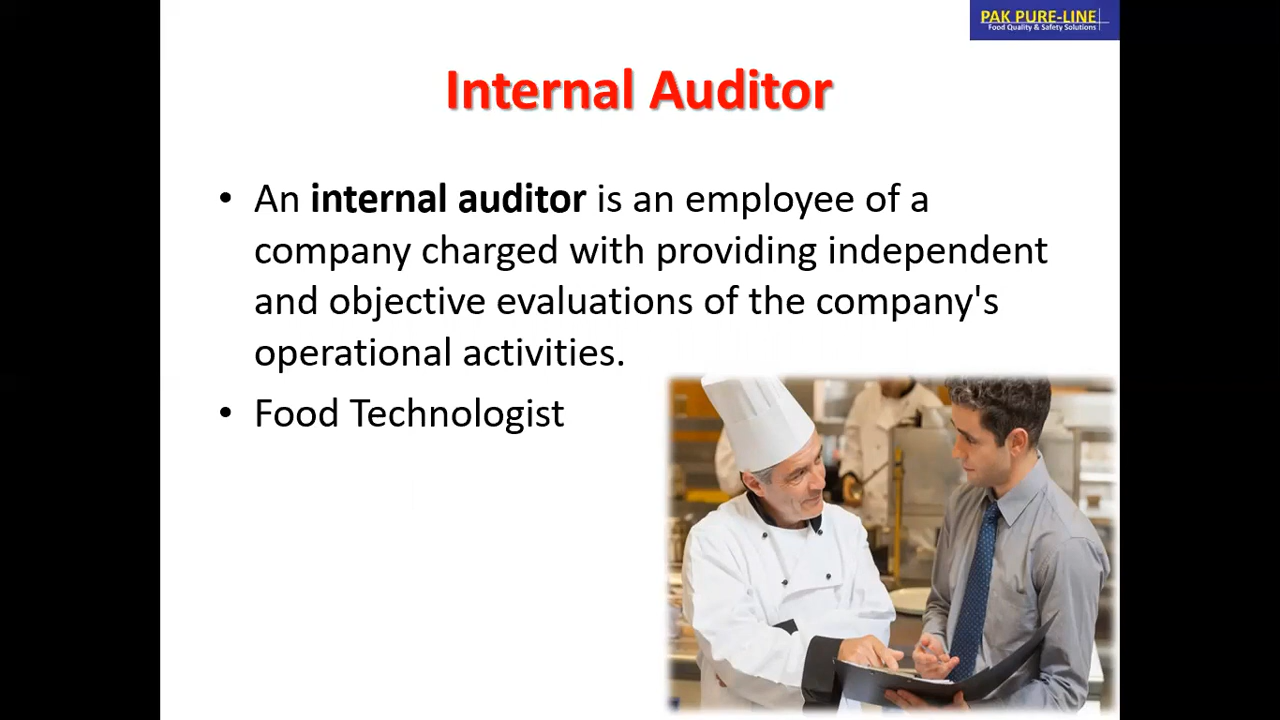 PAK PURE-LINE
Food Quality & Safety Solutions
Internal Auditor
• An internal auditor is an employee of a
company charged with providing independent
and objective evaluations of the company's
operational activities.
• Food Technologist